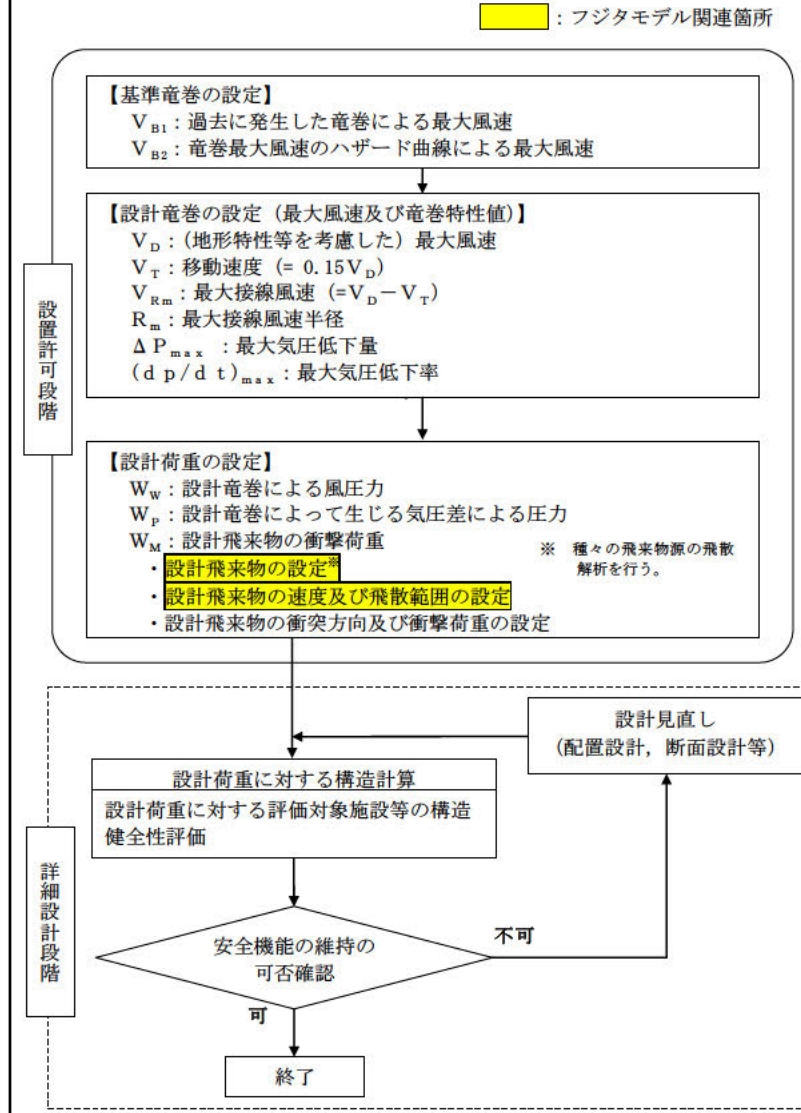 ：フジタモデル関連箇所
【基準竜巻の設定】
V_B1：過去に発生した竜巻による最大風速
V_B2：竜巻最大風速のハザード曲線による最大風速
【設計竜巻の設定（最大風速及び竜巻特性値）】
V_D：（地形特性等を考慮した）最大風速
V_T：移動速度（= 0.15V_D）
V_Rm：最大接線風速（=V_D－V_T）
R_m：最大接線風速半径
ΔP_max ：最大気圧低下量
(dp/dt)_max：最大気圧低下率
設置許可段階
【設計荷重の設定】
W_W：設計竜巻による風圧力
W_P：設計竜巻によって生じる気圧差による圧力
W_M：設計飛来物の衝撃荷重
・設計飛来物の設定※
・設計飛来物の速度及び飛散範囲の設定
・設計飛来物の衝突方向及び衝撃荷重の設定
※ 種々の飛来物源の飛散
解析を行う。
設計見直し
（配置設計，断面設計等）
設計荷重に対する構造計算
設計荷重に対する評価対象施設等の構造
健全性評価
詳細設計段階
安全機能の維持の
可否確認
不可
可
終了